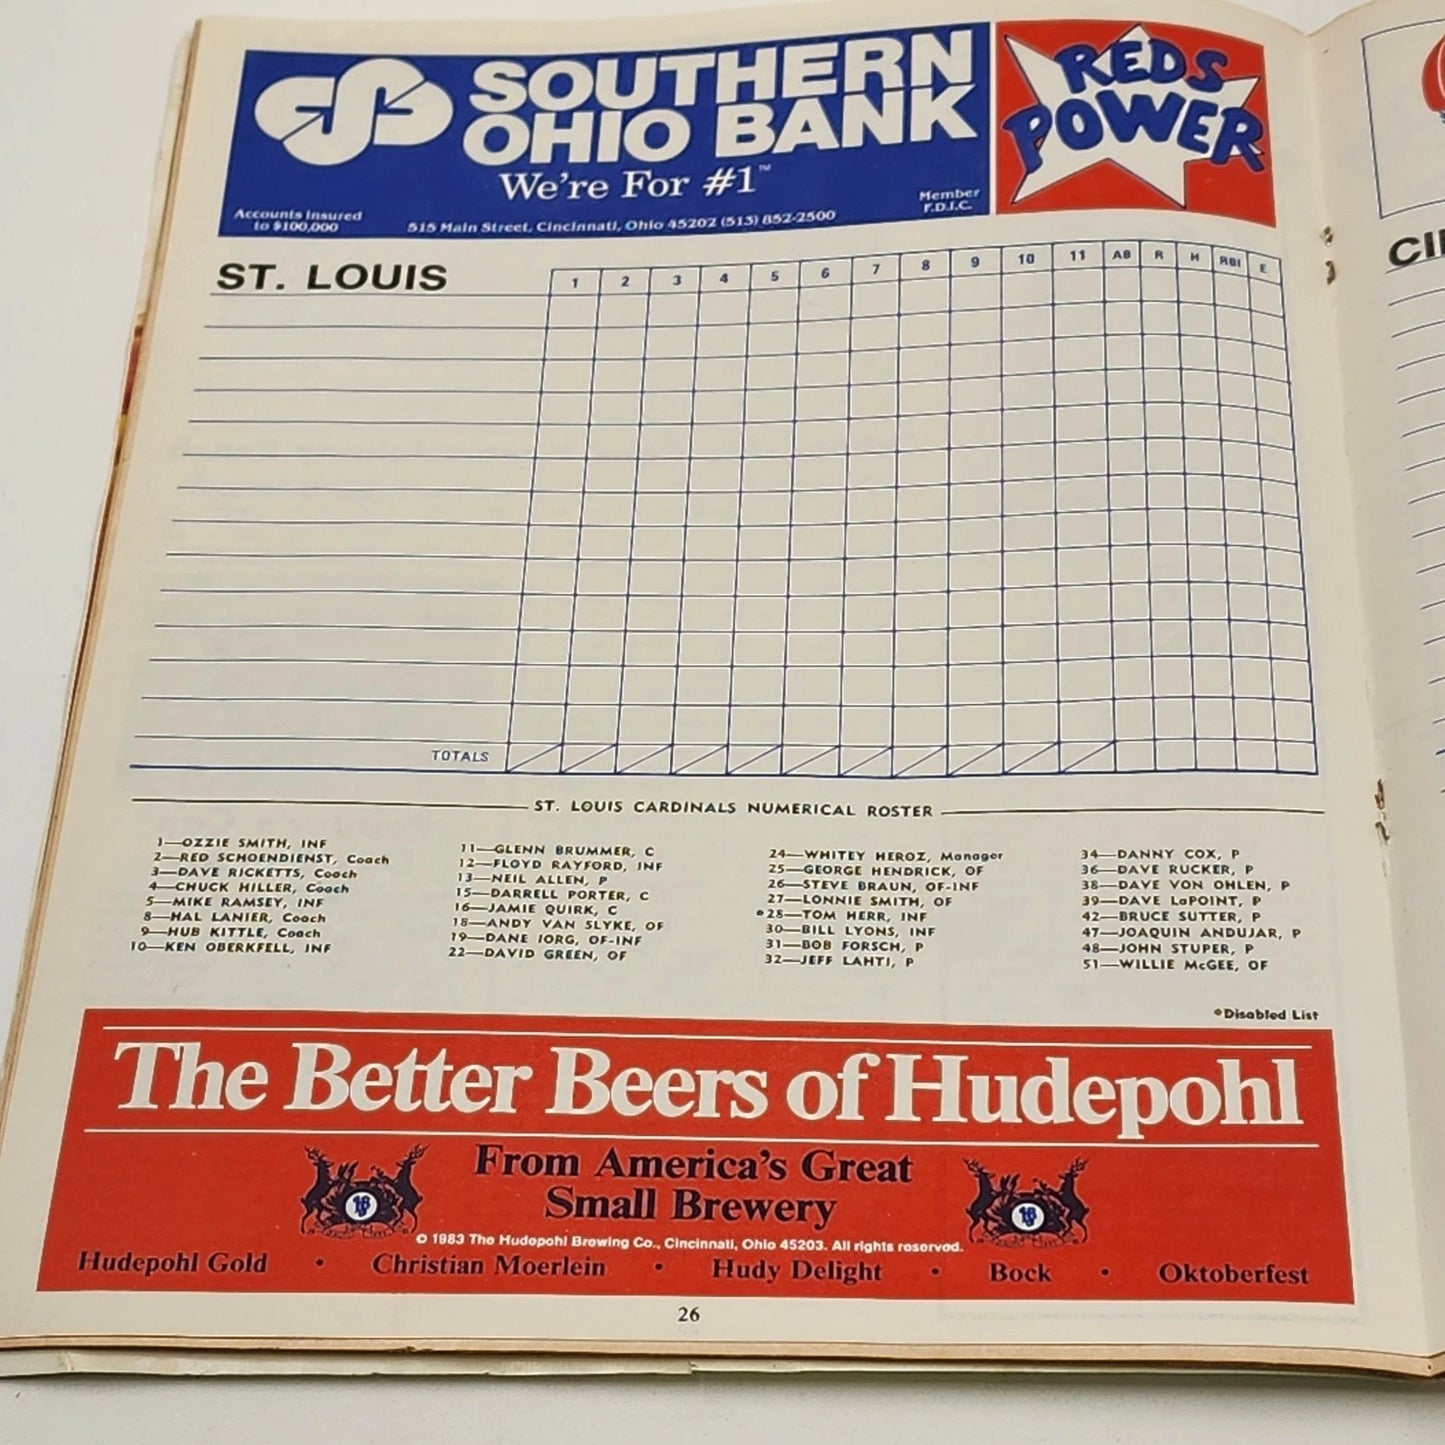 SOUTHERN
OHIO BANK
We're For #1™
Accounts insured
to $100,000
515 Main Street, Cincinnati, Ohio 45202 (513) 852-2500
Member
F.D.I.C.
REDS
POWER
ST. LOUIS
1 2 3 4 5 6 7 8 9 10 11 AB R H RBI E
TOTALS
ST. LOUIS CARDINALS NUMERICAL ROSTER
1—OZZIE SMITH, INF
2—RED SCHOENDIENST, Coach
3—DAVE RICKETTS, Coach
4—CHUCK HILLER, Coach
5—MIKE RAMSEY, INF
8—HAL LANIER, Coach
9—HUB KITTLE, Coach
10—KEN OBERKFELL, INF
11—GLENN BRUMMER, C
12—FLOYD RAYFORD, INF
13—NEIL ALLEN, P
15—DARRELL PORTER, C
16—JAMIE QUIRK, C
18—ANDY VAN SLYKE, OF
19—DANE IORG, OF-INF
22—DAVID GREEN, OF
24—WHITEY HEROZ, Manager
25—GEORGE HENDRICK, OF
26—STEVE BRAUN, OF-INF
27—LONNIE SMITH, OF
*28—TOM HERR, INF
30—BILL LYONS, INF
31—BOB FORSCH, P
32—JEFF LAHTI, P
34—DANNY COX, P
36—DAVE RUCKER, P
38—DAVE VON OHLEN, P
39—DAVE LaPOINT, P
42—BRUCE SUTTER, P
47—JOAQUIN ANDUJAR, P
48—JOHN STUPER, P
51—WILLIE McGEE, OF
*Disabled List
The Better Beers of Hudepohl
From America's Great
Small Brewery
© 1983 The Hudepohl Brewing Co., Cincinnati, Ohio 45203. All rights reserved.
Hudepohl Gold • Christian Moerlein • Hudy Delight • Bock • Oktoberfest
26